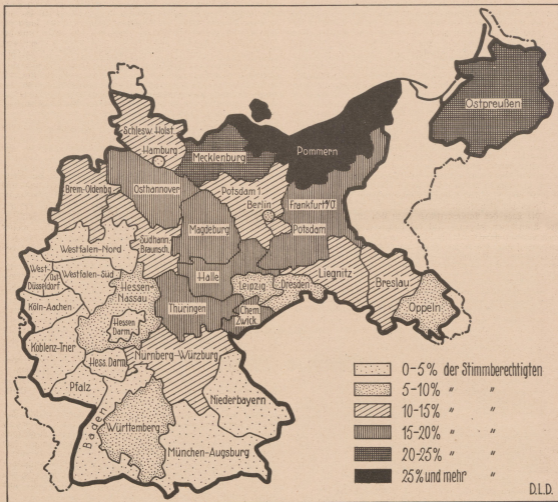 Ostpreußen
Schlesw. Holst.
Hamburg
Mecklenburg
Pommern
Brem.-Oldenbg.
Osthannover
Potsdam 1
Berlin
Frankfurt%O.
Potsdam
Magdeburg
Südhann.-
Braunsch.
Westfalen-Nord
Westfalen-Süd
West-
Ost
Düsseldorf
Köln-Aachen
Hessen-
Nassau
Hessen
Darm.
Halle
Leipzig
Dresden
Liegnitz
Breslau
Oppeln
Thüringen
Chem.
Zwick.
Koblenz-Trier
Hess. Darm.
Pfalz
Nürnberg-Würzburg
Niederbayern
Baden
Württemberg
München-Augsburg
0-5% der Stimmberechtigten
5-10% " "
10-15% " "
15-20% " "
20-25% " "
25% und mehr "
D.L.D.